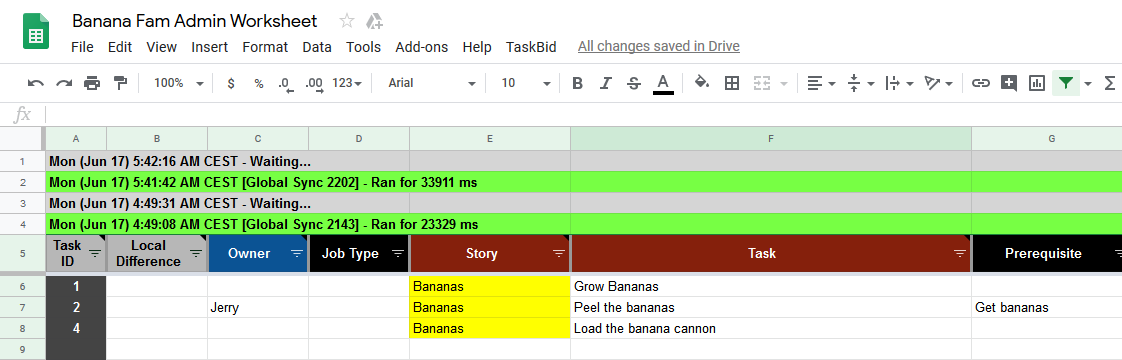 Banana Fam Admin Worksheet
File Edit View Insert Format Data Tools Add-ons Help TaskBid All changes saved in Drive
100% $ % .0 .00 123 Arial 10 B I S A Σ
fx
A B C D E F G
1 Mon (Jun 17) 5:42:16 AM CEST - Waiting...
2 Mon (Jun 17) 5:41:42 AM CEST [Global Sync 2202] - Ran for 33911 ms
3 Mon (Jun 17) 4:49:31 AM CEST - Waiting...
4 Mon (Jun 17) 4:49:08 AM CEST [Global Sync 2143] - Ran for 23329 ms
5 Task ID Local Difference Owner Job Type Story Task Prerequisite
6 1 Bananas Grow Bananas
7 2 Jerry Bananas Peel the bananas Get bananas
8 4 Bananas Load the banana cannon
9